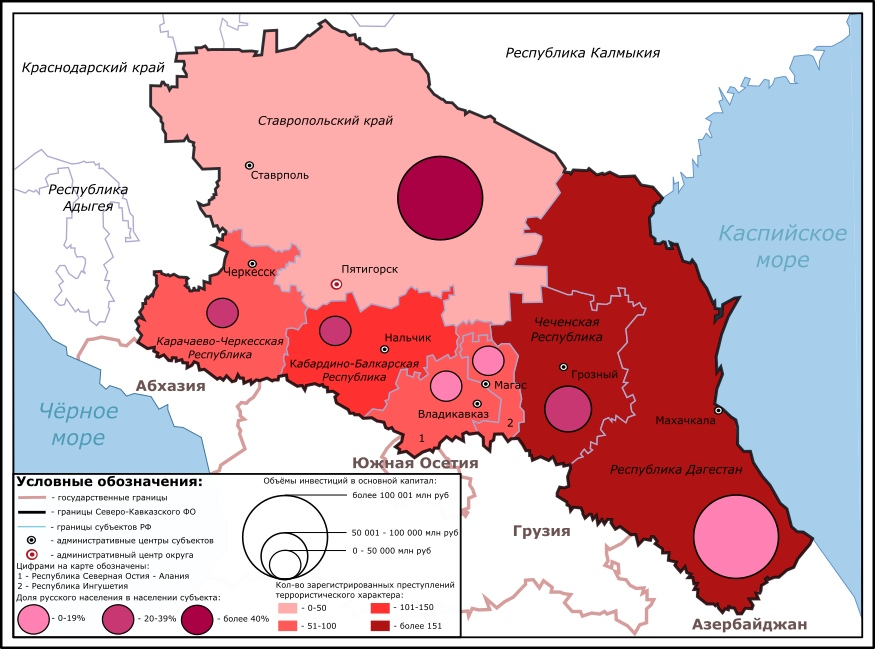 Краснодарский край
Республика Калмыкия
Ставропольский край
Ставрполь
Республика
Адыгея
Каспийское
море
Черкесск
Пятигорск
Чеченская
Республика
Карачаево-Черкесская
Республика
Нальчик
Кабардино-Балкарская
Республика
Грозный
Магас
Абхазия
Владикавказ
Махачкала
Чёрное
море
1
2
Южная Осетия
Республика Дагестан
Грузия
Азербайджан
Условные обозначения:
- государственные границы
- границы Северо-Кавказского ФО
- границы субъектов РФ
- административные центры субъектов
- административный центр округа
Цифрами на карте обозначены:
1 - Республика Северная Остия - Алания
2 - Республика Ингушетия
Доля русского населения в населении субъекта:
- 0-19%
- 20-39%
- более 40%
Объёмы инвестиций в основной капитал:
более 100 001 млн руб
50 001 - 100 000 млн руб
0 - 50 000 млн руб
Кол-во зарегистрированных преступлений
террористического характера:
- 0-50
- 101-150
- 51-100
- более 151